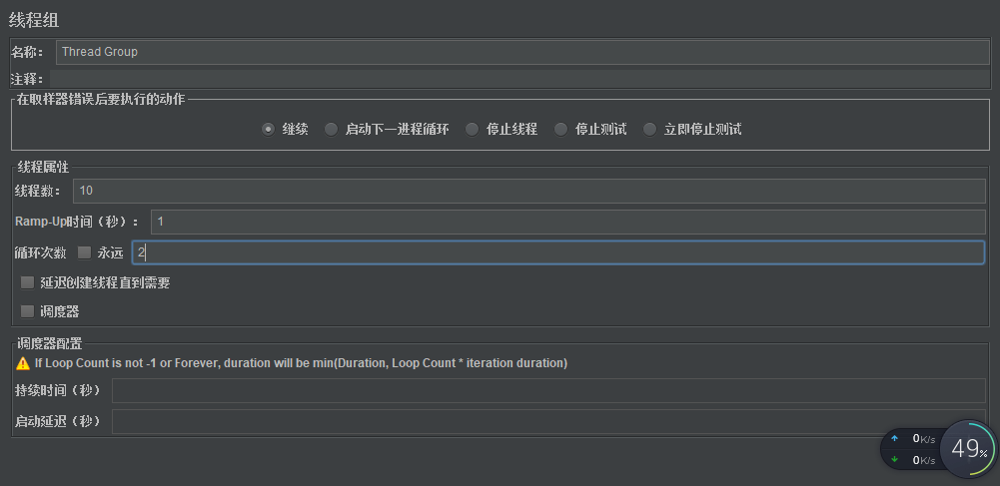 线程组
名称： Thread Group
注释：
在取样器错误后要执行的动作
继续 启动下一进程循环 停止线程 停止测试 立即停止测试
线程属性
线程数： 10
Ramp-Up时间（秒）： 1
循环次数 永远 2
延迟创建线程直到需要
调度器
调度器配置
If Loop Count is not -1 or Forever, duration will be min(Duration, Loop Count * iteration duration)
持续时间（秒）
启动延迟（秒）
0K/s
49%
0K/s